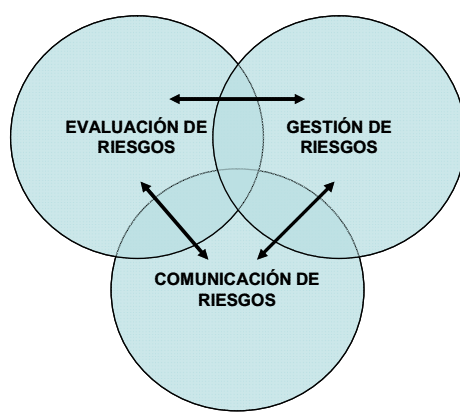 EVALUACIÓN DE
RIESGOS
GESTIÓN DE
RIESGOS
COMUNICACIÓN DE
RIESGOS